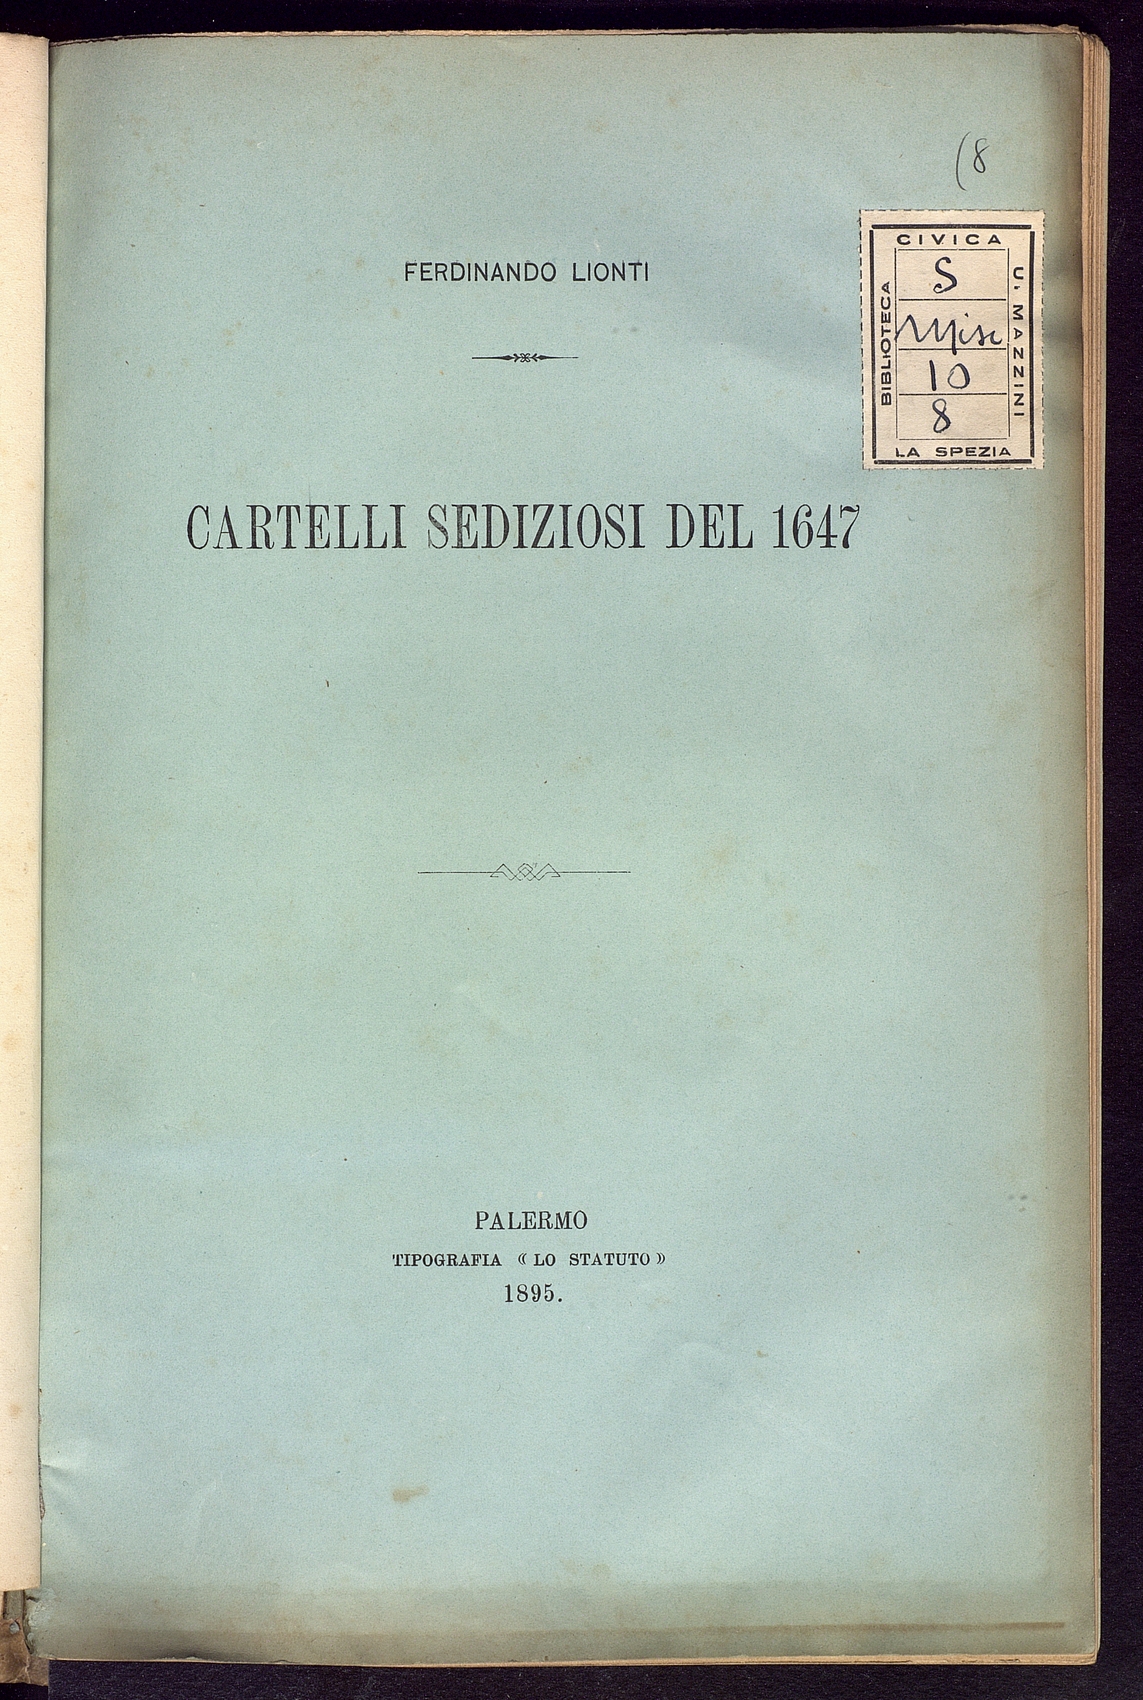 (8
FERDINANDO LIONTI
CIVICA
BIBLIOTECA
U. MAZZINI
S
Misc
10
8
LA SPEZIA
CARTELLI SEDIZIOSI DEL 1647
PALERMO
TIPOGRAFIA « LO STATUTO »
1895.